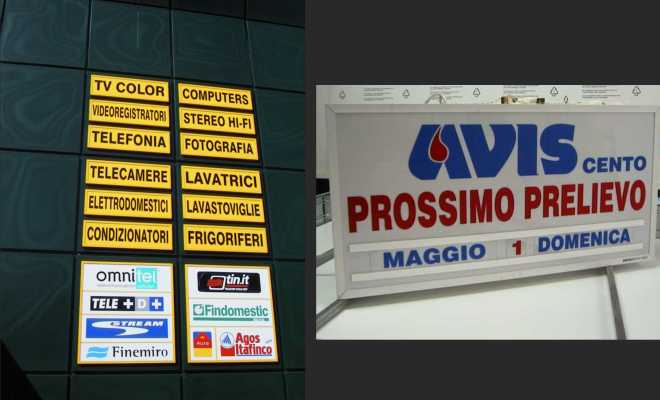 TV COLOR
VIDEOREGISTRATORI
TELEFONIA
TELECAMERE
ELETTRODOMESTICI
CONDIZIONATORI
COMPUTERS
STEREO HI-FI
FOTOGRAFIA
LAVATRICI
LAVASTOVIGLIE
FRIGORIFERI
omnitel
TELE +D+
STREAM
Finemiro
tin.it
Findomestic
Aura
Agos
Itafinco
AVIS CENTO
PROSSIMO PRELIEVO
MAGGIO 1 DOMENICA